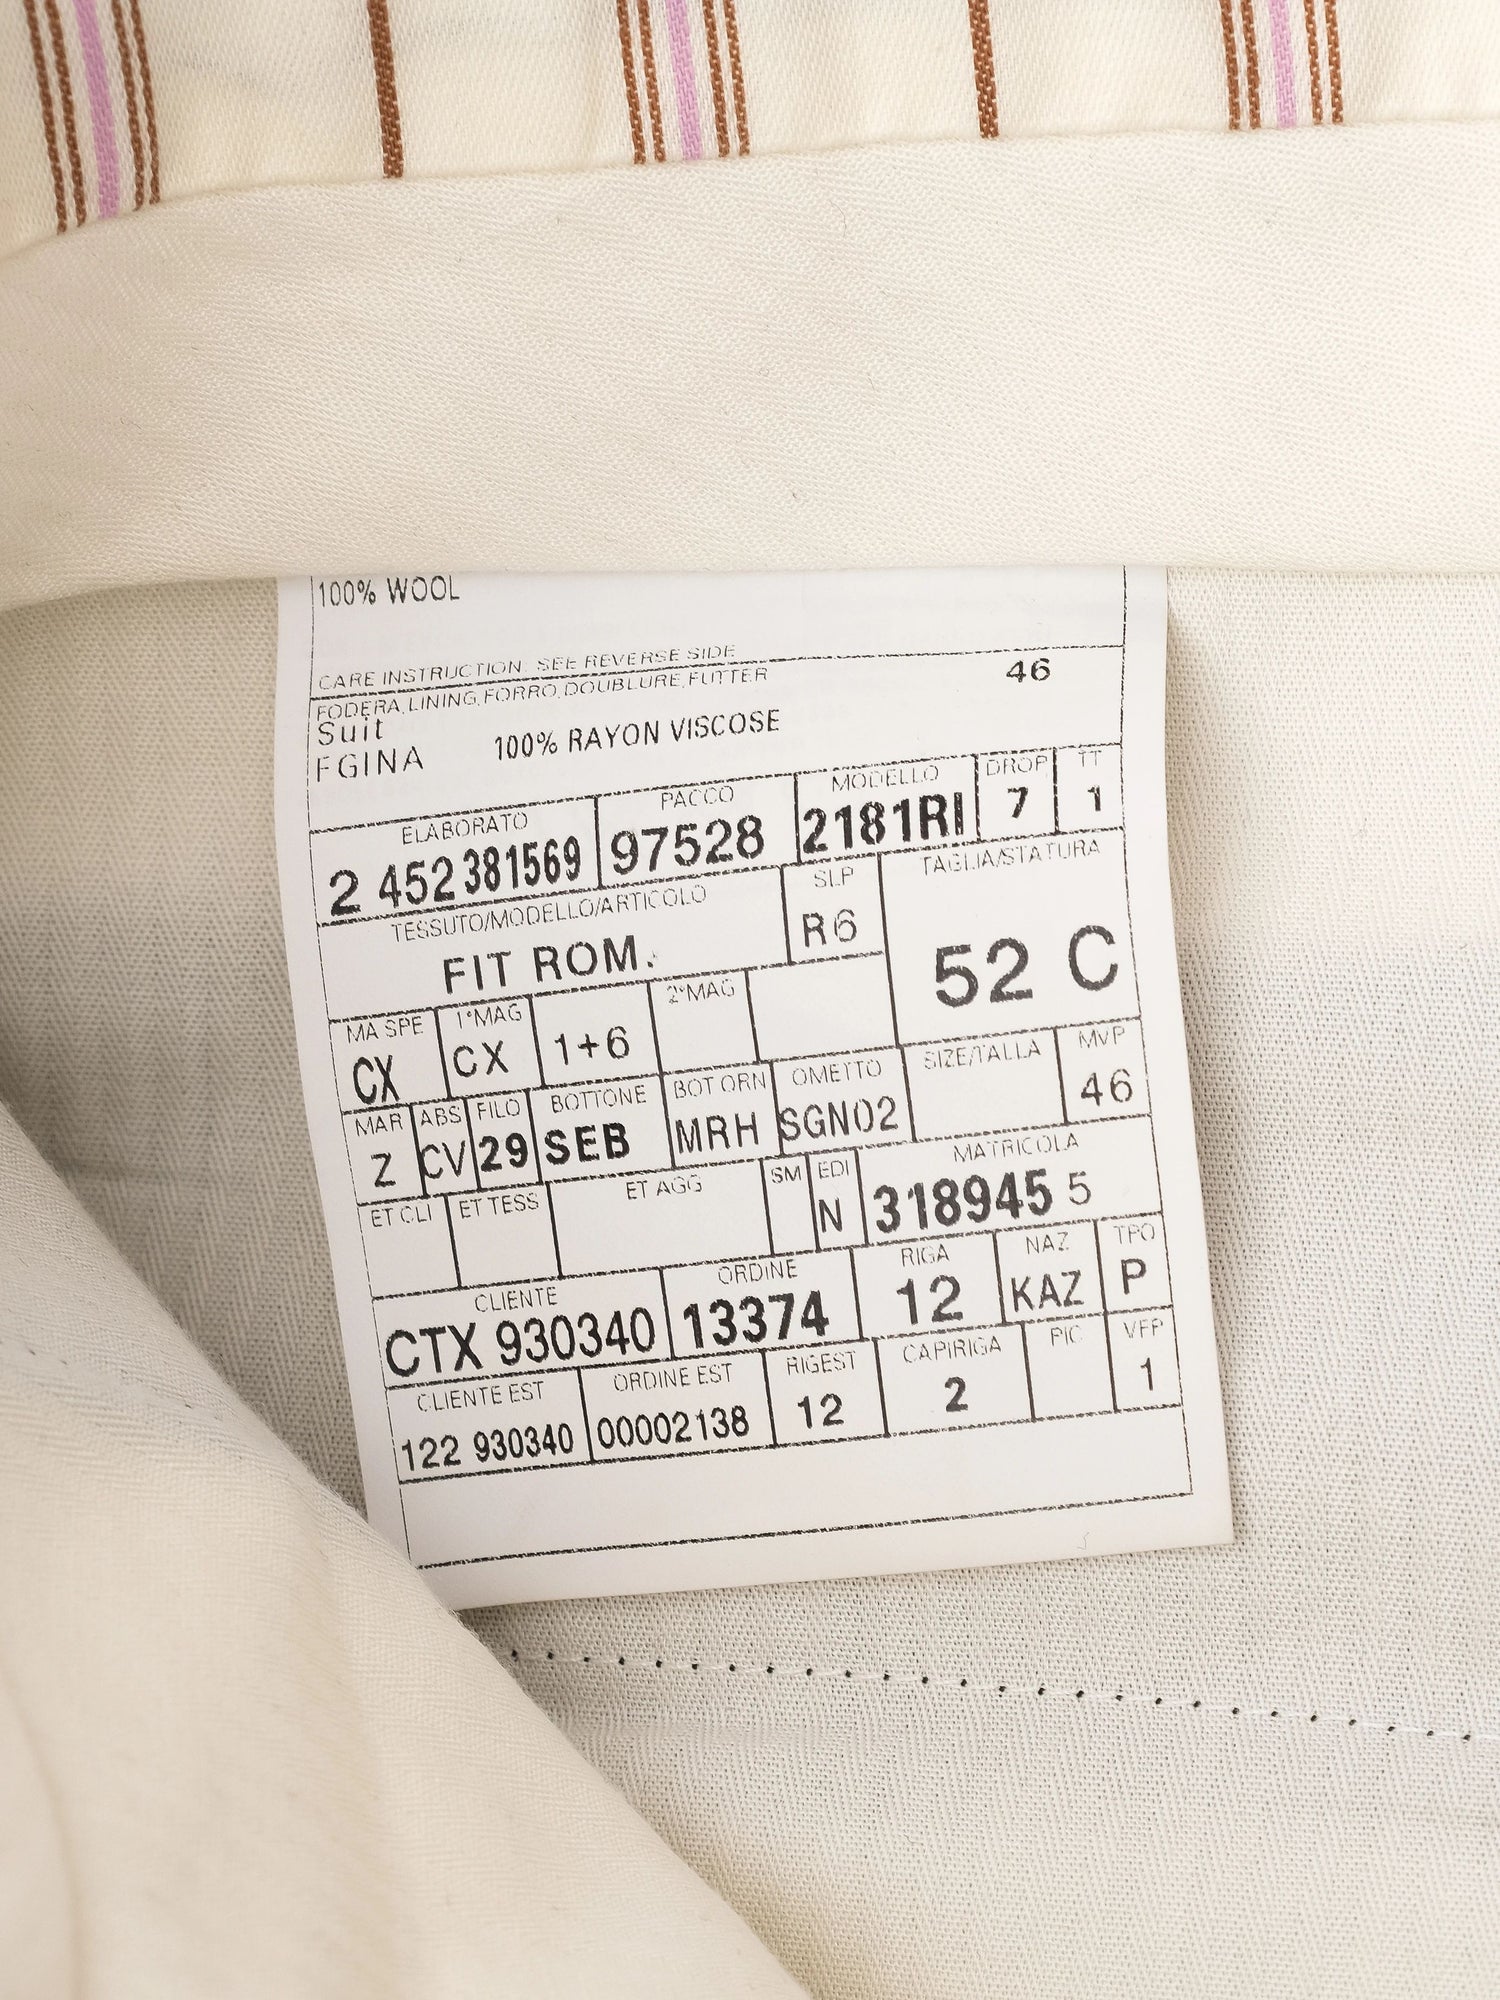 100% WOOL
CARE INSTRUCTION: SEE REVERSE SIDE
FODERA,LINING,FORRO,DOUBLURE,FUTTER 46
Suit
FGINA 100% RAYON VISCOSE
ELABORATO PACCO MODELLO DROP TT
2 452381569 97528 2181RI 7 1
TESSUTO/MODELLO/ARTICOLO SLP TAGLIA/STATURA
FIT ROM. R6 52 C
MA SPE 1°MAG 2°MAG
CX CX 1+6
MAR ABS FILO BOTTONE BOT ORN OMETTO SIZE/TALLA MVP
Z CV 29 SEB MRH SGN02 46
ET CLI ET TESS ET AGG SM EDI MATRICOLA
N 318945 5
CLIENTE ORDINE RIGA NAZ TPO
CTX 930340 13374 12 KAZ P
CLIENTE EST ORDINE EST RIGEST CAPIRIGA PIC VFP
122 930340 00002138 12 2 1